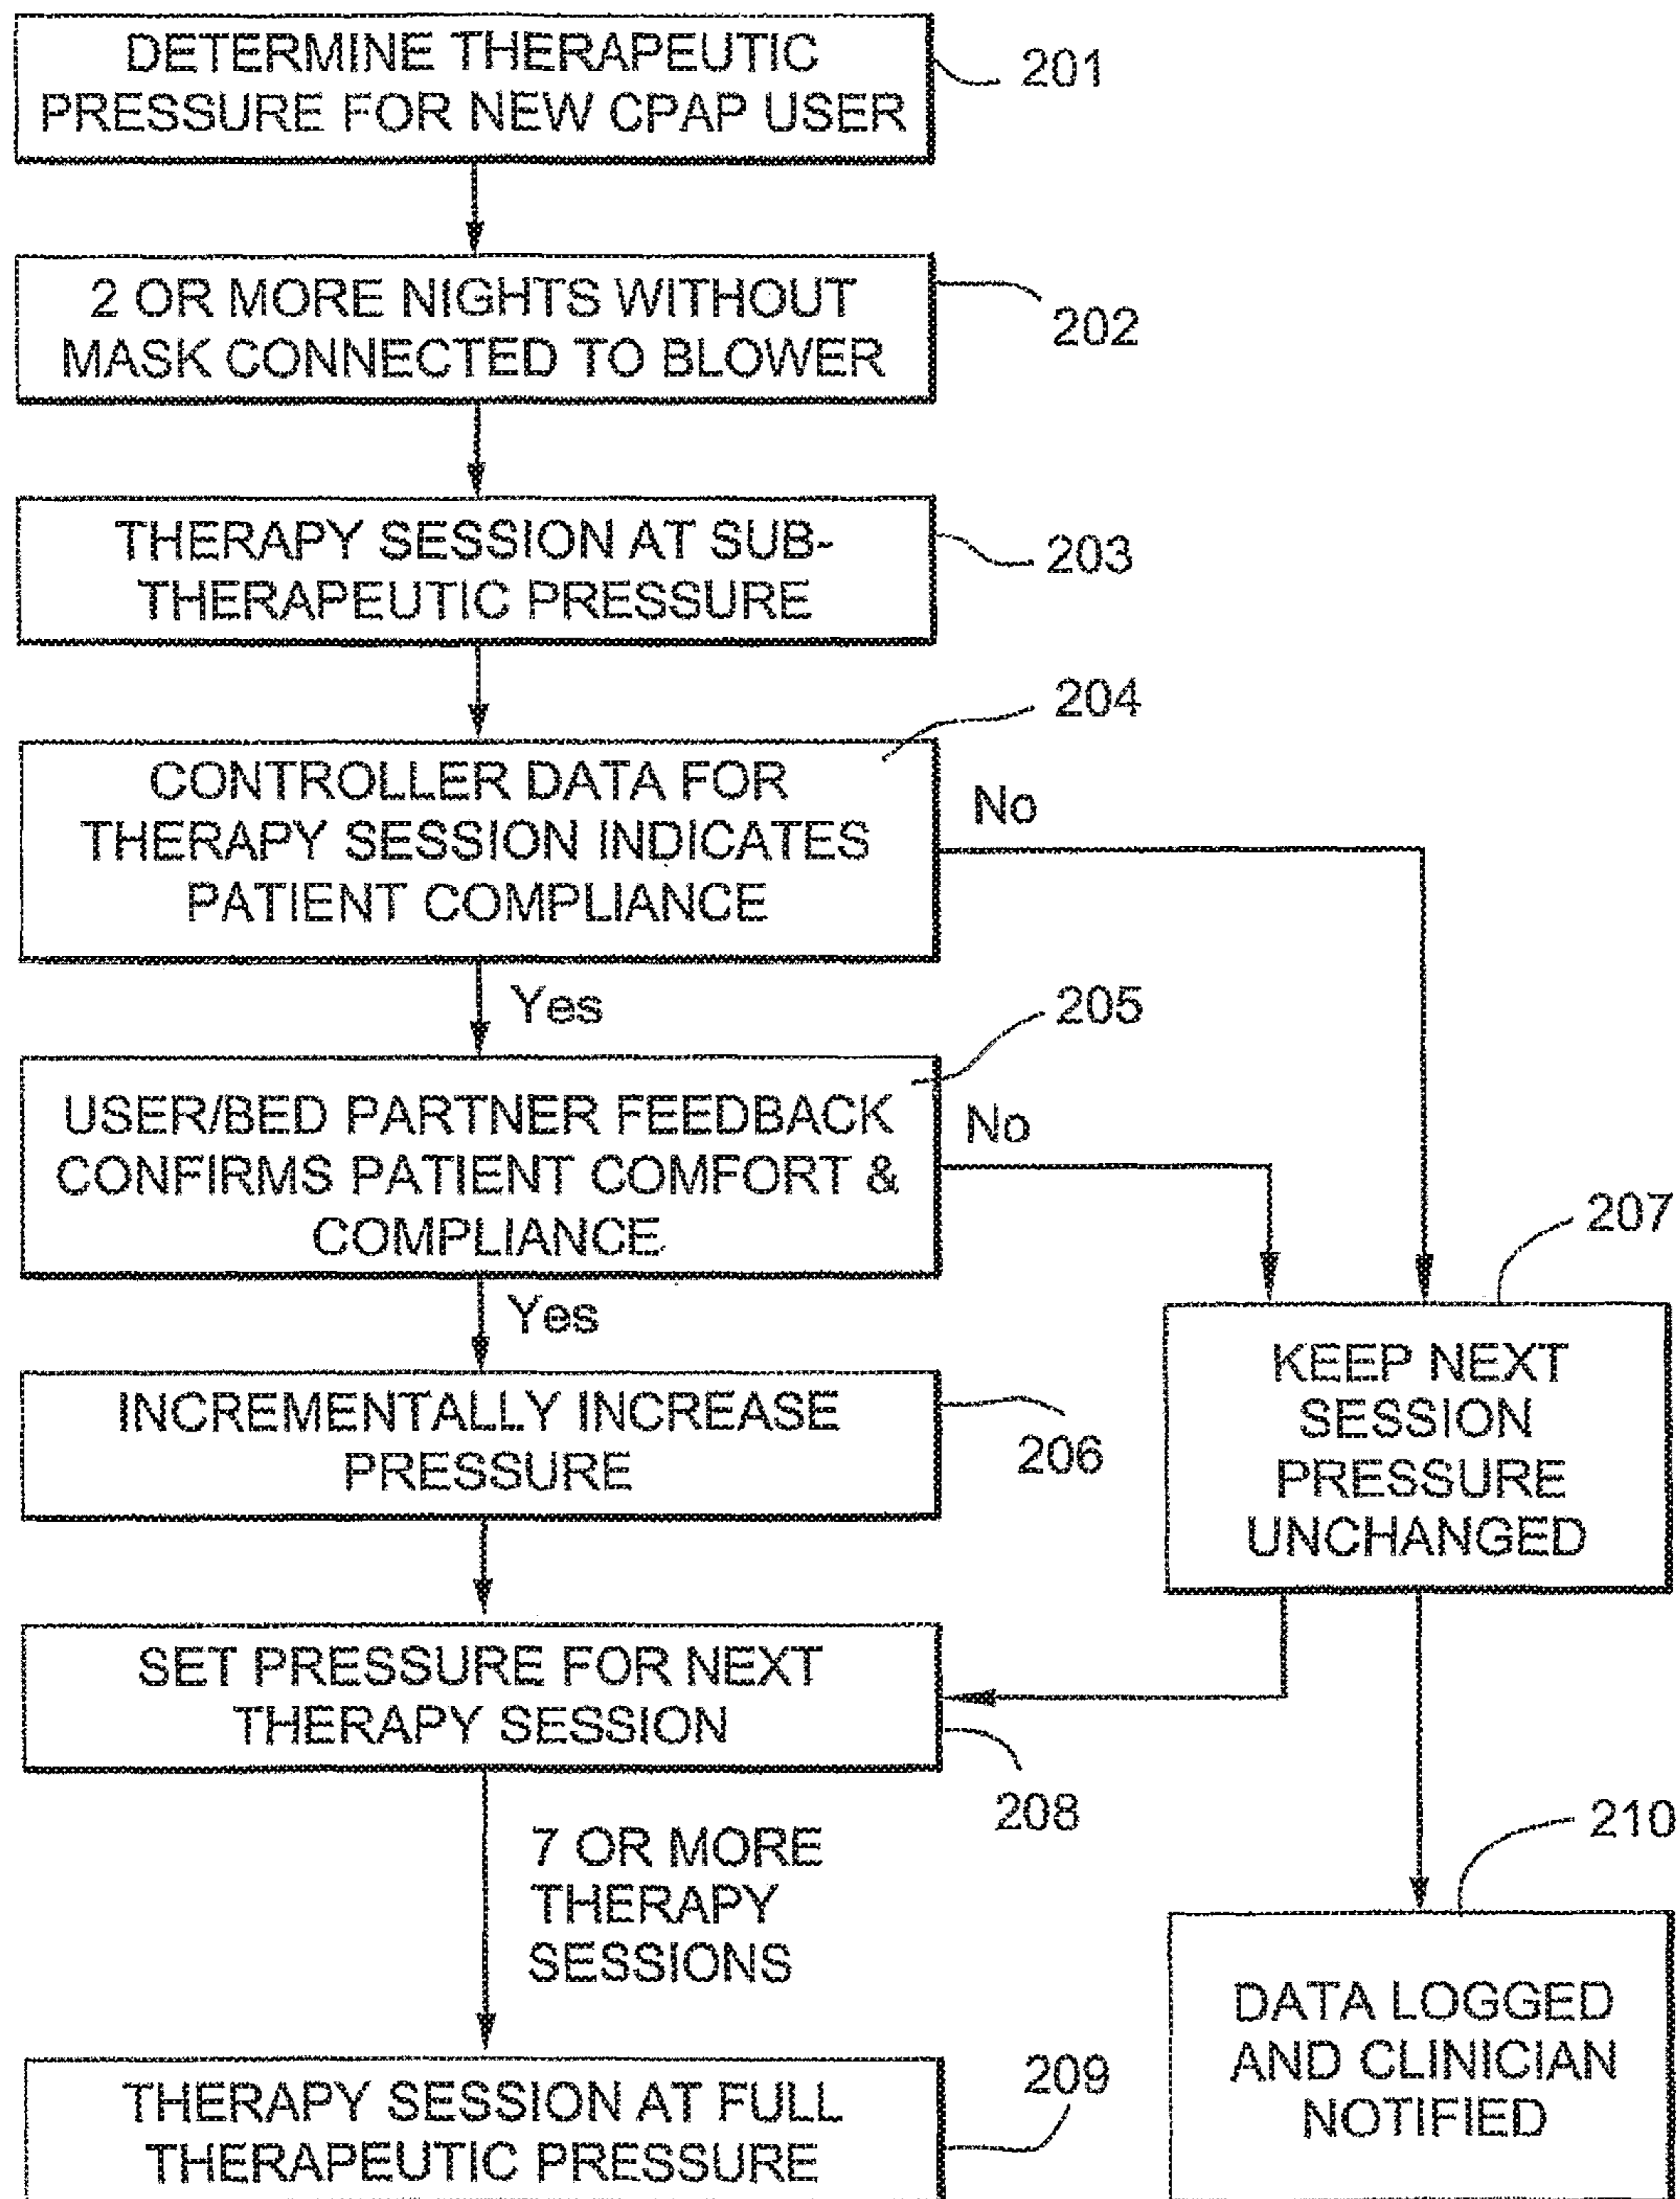 DETERMINE THERAPEUTIC
PRESSURE FOR NEW CPAP USER
201
2 OR MORE NIGHTS WITHOUT
MASK CONNECTED TO BLOWER
202
THERAPY SESSION AT SUB-
THERAPEUTIC PRESSURE
203
204
CONTROLLER DATA FOR
THERAPY SESSION INDICATES
PATIENT COMPLIANCE
No
Yes
205
USER/BED PARTNER FEEDBACK
CONFIRMS PATIENT COMFORT &
COMPLIANCE
No
Yes
207
KEEP NEXT
SESSION
PRESSURE
UNCHANGED
INCREMENTALLY INCREASE
PRESSURE
206
SET PRESSURE FOR NEXT
THERAPY SESSION
208
7 OR MORE
THERAPY
SESSIONS
210
DATA LOGGED
AND CLINICIAN
NOTIFIED
THERAPY SESSION AT FULL
THERAPEUTIC PRESSURE
209